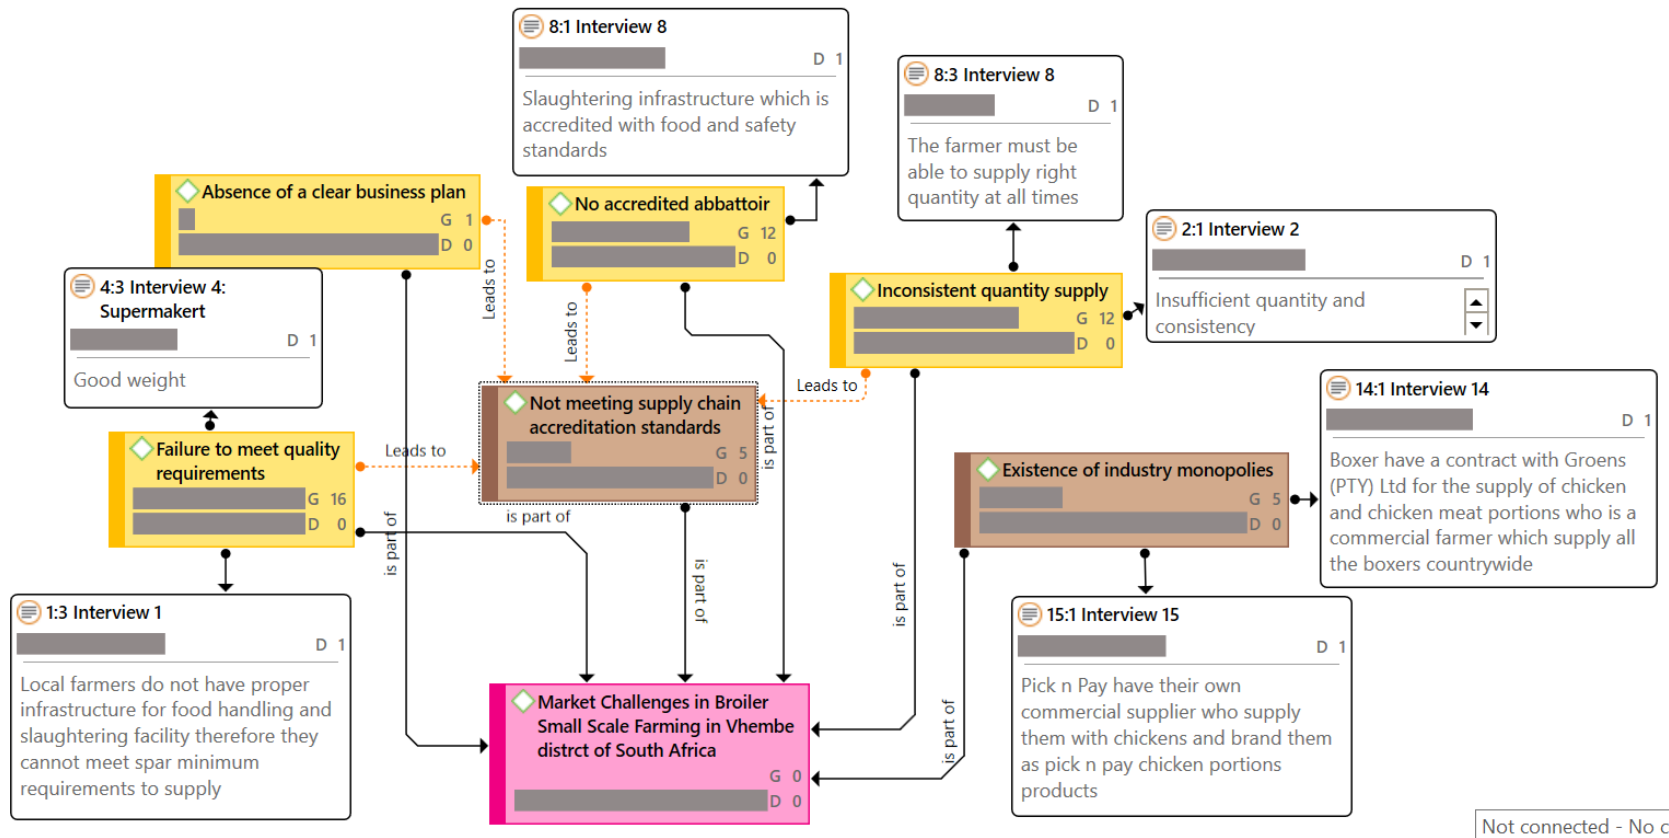 8:1 Interview 8
D 1
Slaughtering infrastructure which is
accredited with food and safety
standards
8:3 Interview 8
D 1
The farmer must be
able to supply right
quantity at all times
Absence of a clear business plan
G 1
D 0
No accredited abbattoir
G 12
D 0
2:1 Interview 2
D 1
Insufficient quantity and
consistency
4:3 Interview 4:
Supermakert
D 1
Good weight
Inconsistent quantity supply
G 12
D 0
Leads to
Leads to
Leads to
Not meeting supply chain
accreditation standards
G 5
D 0
is part of
14:1 Interview 14
D 1
Boxer have a contract with Groens
(PTY) Ltd for the supply of chicken
and chicken meat portions who is a
commercial farmer which supply all
the boxers countrywide
Failure to meet quality
requirements
G 16
D 0
Leads to
Existence of industry monopolies
G 5
D 0
is part of
is part of
is part of
is part of
is part of
1:3 Interview 1
D 1
Local farmers do not have proper
infrastructure for food handling and
slaughtering facility therefore they
cannot meet spar minimum
requirements to supply
15:1 Interview 15
D 1
Pick n Pay have their own
commercial supplier who supply
them with chickens and brand them
as pick n pay chicken portions
products
Market Challenges in Broiler
Small Scale Farming in Vhembe
distrct of South Africa
G 0
D 0
Not connected - No c